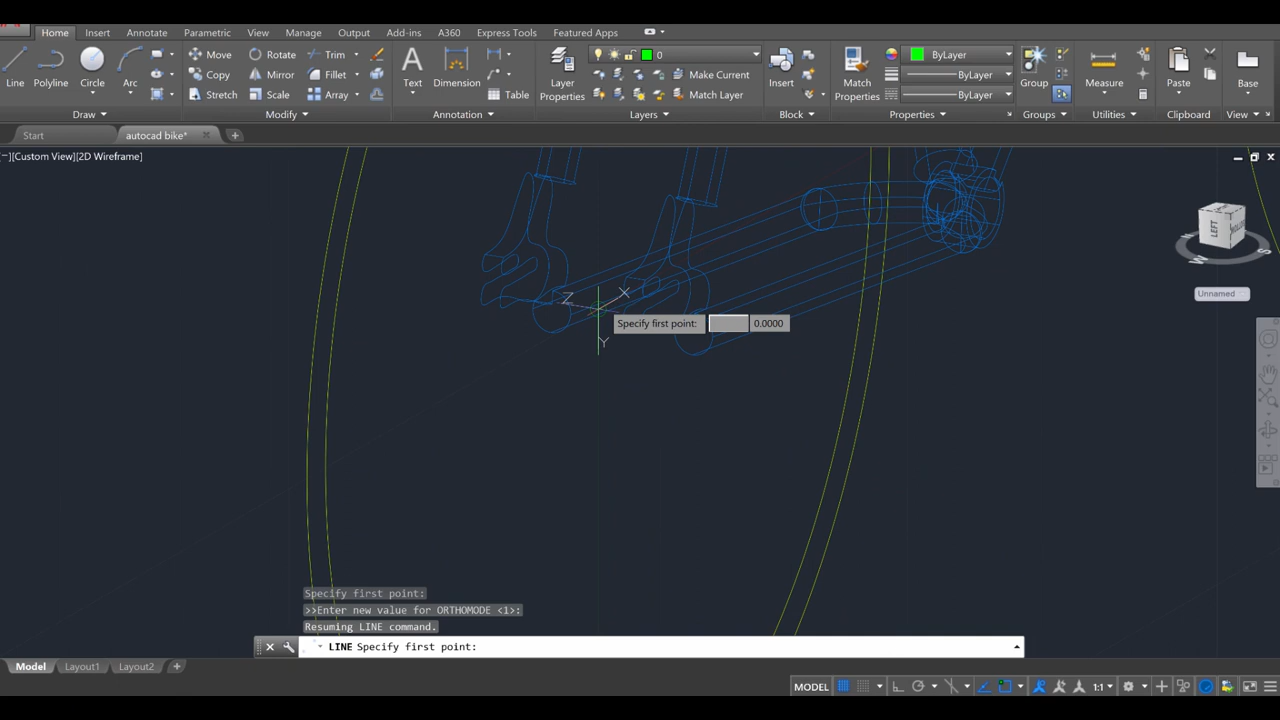 Home Insert Annotate Parametric View Manage Output Add-ins A360 Express Tools Featured Apps
Line Polyline Circle Arc
Move Rotate Trim
Copy Mirror Fillet
Stretch Scale Array
Text Dimension
Table
Layer Properties
0
Make Current
Match Layer
Insert
Match Properties
ByLayer
ByLayer
ByLayer
Group
Measure
Paste
Base
Draw Modify Annotation Layers Block Properties Groups Utilities Clipboard View
Start autocad bike*
[Custom View][2D Wireframe]
LEFT
W S
Unnamed
Z X
Y
Specify first point: 0.0000
Specify first point:
>>Enter new value for ORTHOMODE <1>:
Resuming LINE command.
LINE Specify first point:
Model Layout1 Layout2
MODEL 1:1